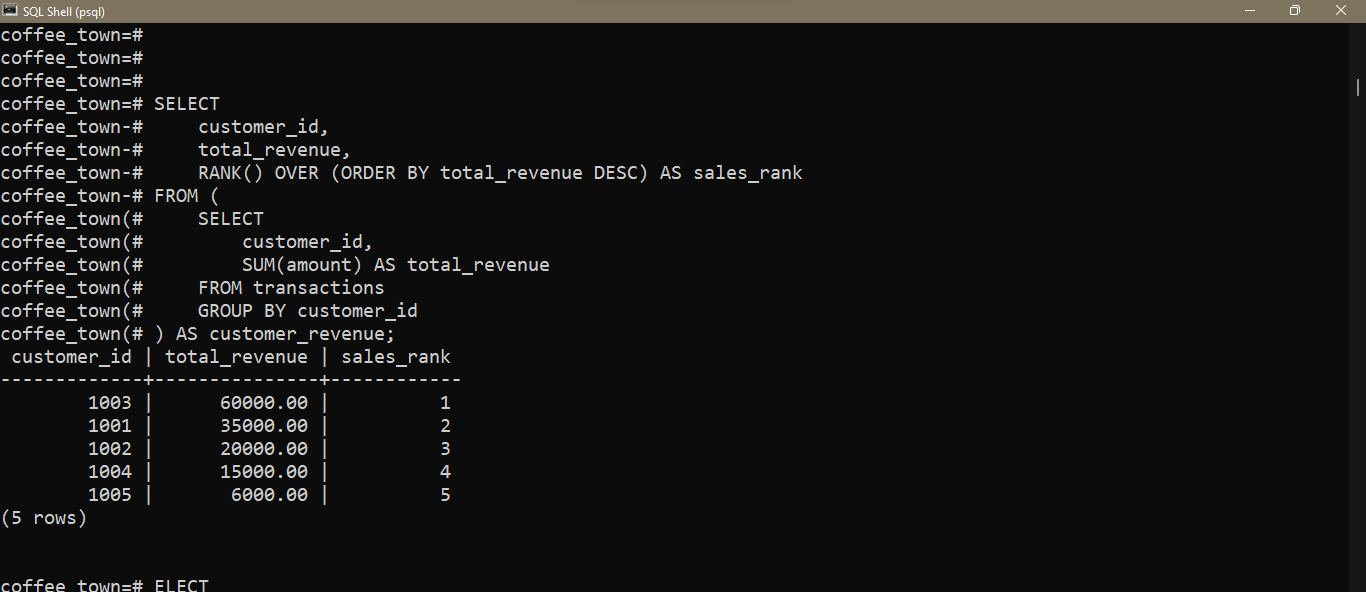 SQL Shell (psql)
coffee_town=#
coffee_town=#
coffee_town=#
coffee_town=# SELECT
coffee_town-#     customer_id,
coffee_town-#     total_revenue,
coffee_town-#     RANK() OVER (ORDER BY total_revenue DESC) AS sales_rank
coffee_town-# FROM (
coffee_town(#     SELECT
coffee_town(#         customer_id,
coffee_town(#         SUM(amount) AS total_revenue
coffee_town(#     FROM transactions
coffee_town(#     GROUP BY customer_id
coffee_town(# ) AS customer_revenue;
 customer_id | total_revenue | sales_rank
-------------+---------------+------------
        1003 |      60000.00 |          1
        1001 |      35000.00 |          2
        1002 |      20000.00 |          3
        1004 |      15000.00 |          4
        1005 |       6000.00 |          5
(5 rows)
coffee_town=# ELECT